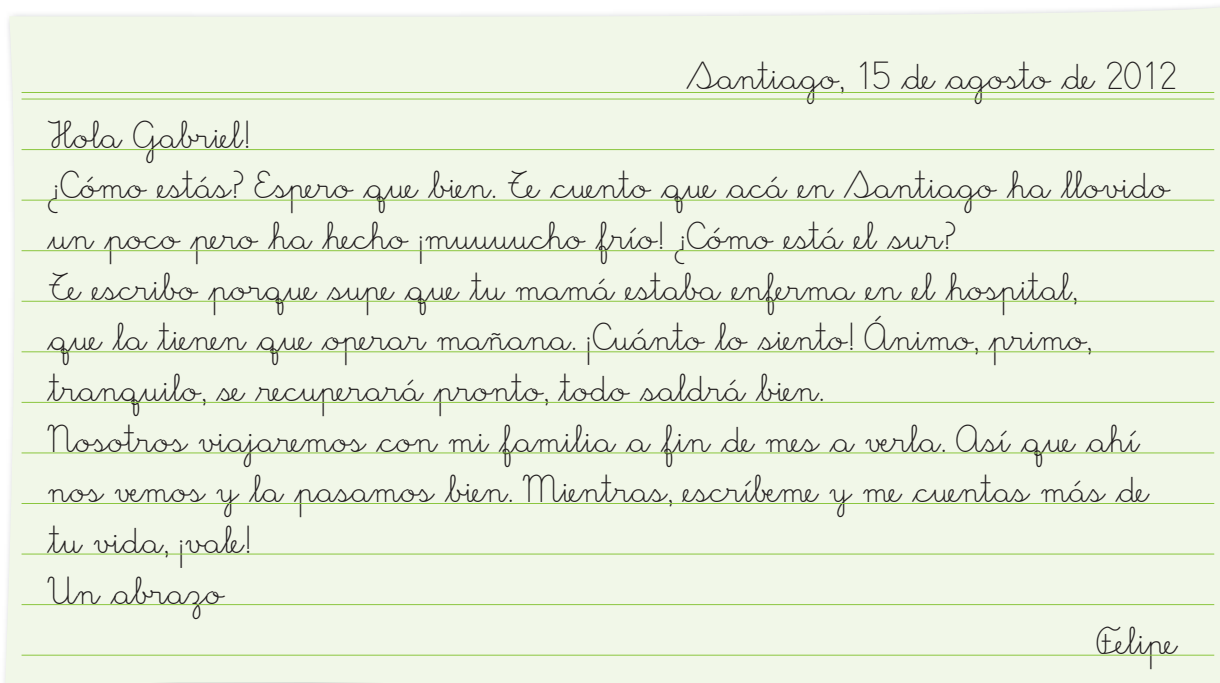 Santiago, 15 de agosto de 2012
Hola Gabriel!
¿Cómo estás? Espero que bien. Te cuento que acá en Santiago ha llovido
un poco pero ha hecho ¡muuuucho frío! ¿Cómo está el sur?
Te escribo porque supe que tu mamá estaba enferma en el hospital,
que la tienen que operar mañana. ¡Cuánto lo siento! Ánimo, primo,
tranquilo, se recuperará pronto, todo saldrá bien.
Nosotros viajaremos con mi familia a fin de mes a verla. Así que ahí
nos vemos y la pasamos bien. Mientras, escríbeme y me cuentas más de
tu vida, ¡vale!
Un abrazo
Felipe